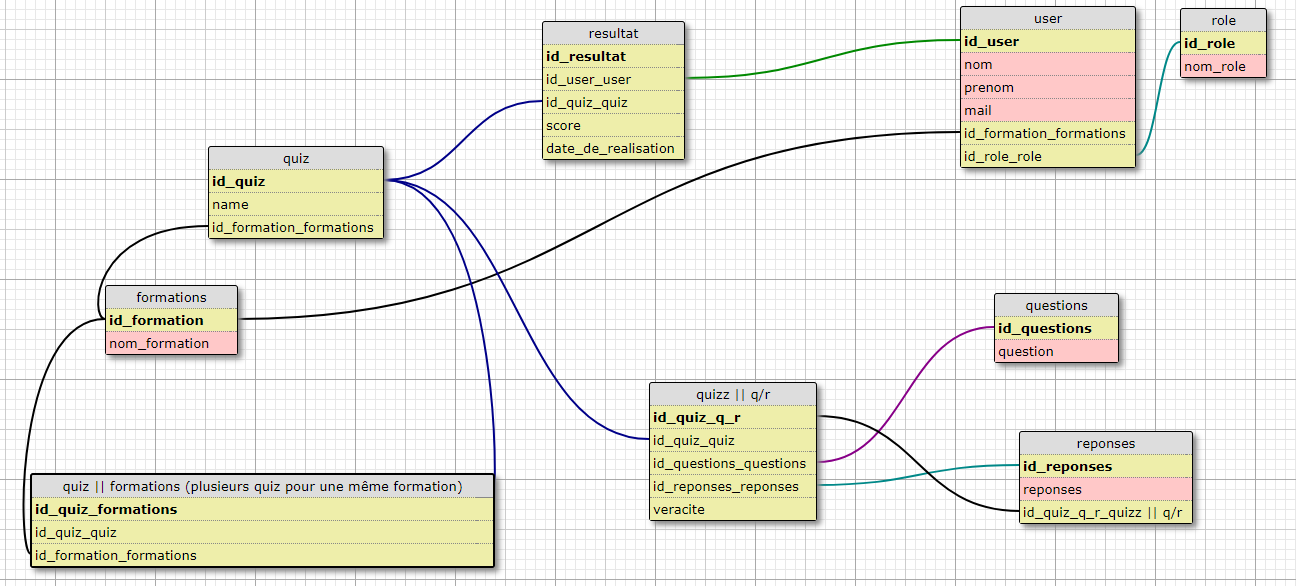 resultat
id_resultat
id_user_user
id_quiz_quiz
score
date_de_realisation
user
id_user
nom
prenom
mail
id_formation_formations
id_role_role
role
id_role
nom_role
quiz
id_quiz
name
id_formation_formations
formations
id_formation
nom_formation
questions
id_questions
question
quizz || q/r
id_quiz_q_r
id_quiz_quiz
id_questions_questions
id_reponses_reponses
veracite
reponses
id_reponses
reponses
id_quiz_q_r_quizz || q/r
quiz || formations (plusieurs quiz pour une même formation)
id_quiz_formations
id_quiz_quiz
id_formation_formations